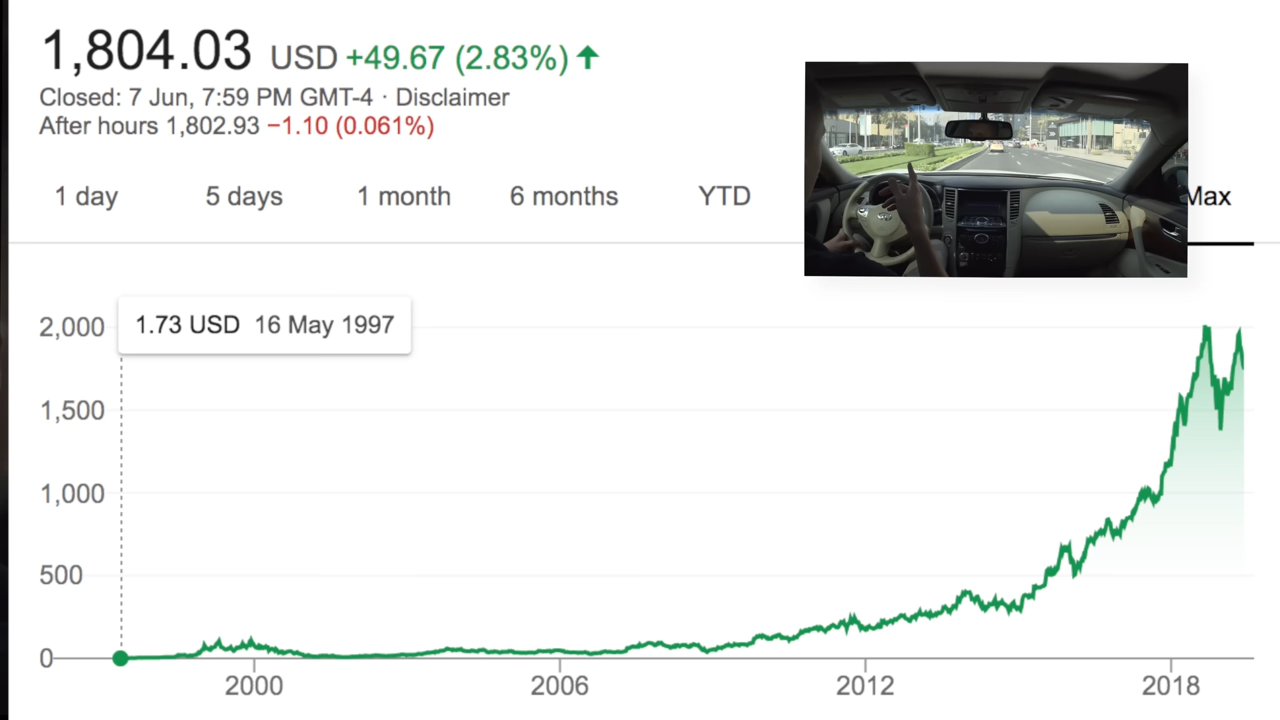 1,804.03 USD +49.67 (2.83%)
Closed: 7 Jun, 7:59 PM GMT-4 · Disclaimer
After hours 1,802.93 −1.10 (0.061%)
1 day 5 days 1 month 6 months YTD Max
1.73 USD 16 May 1997
2,000
1,500
1,000
500
0
2000 2006 2012 2018